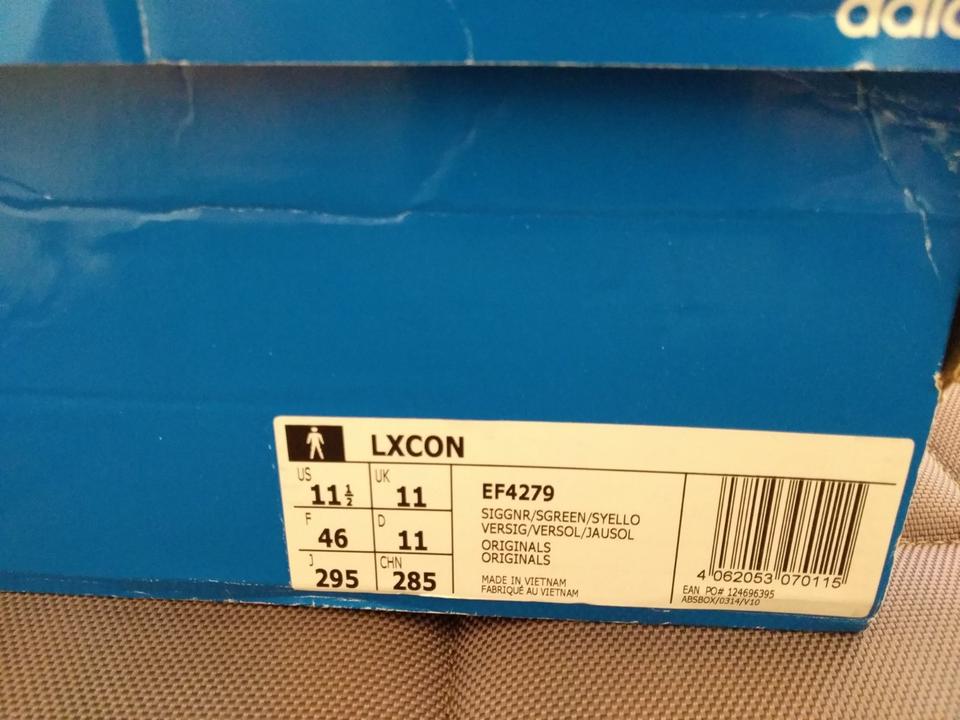 adidas
LXCON
US
11½
UK
11
F
46
D
11
J
295
CHN
285
EF4279
SIGGNR/SGREEN/SYELLO
VERSIG/VERSOL/JAUSOL
ORIGINALS
ORIGINALS
MADE IN VIETNAM
FABRIQUÉ AU VIETNAM
4 062053 070115
EAN PO# 124696395
ABSBOX/0314/V10